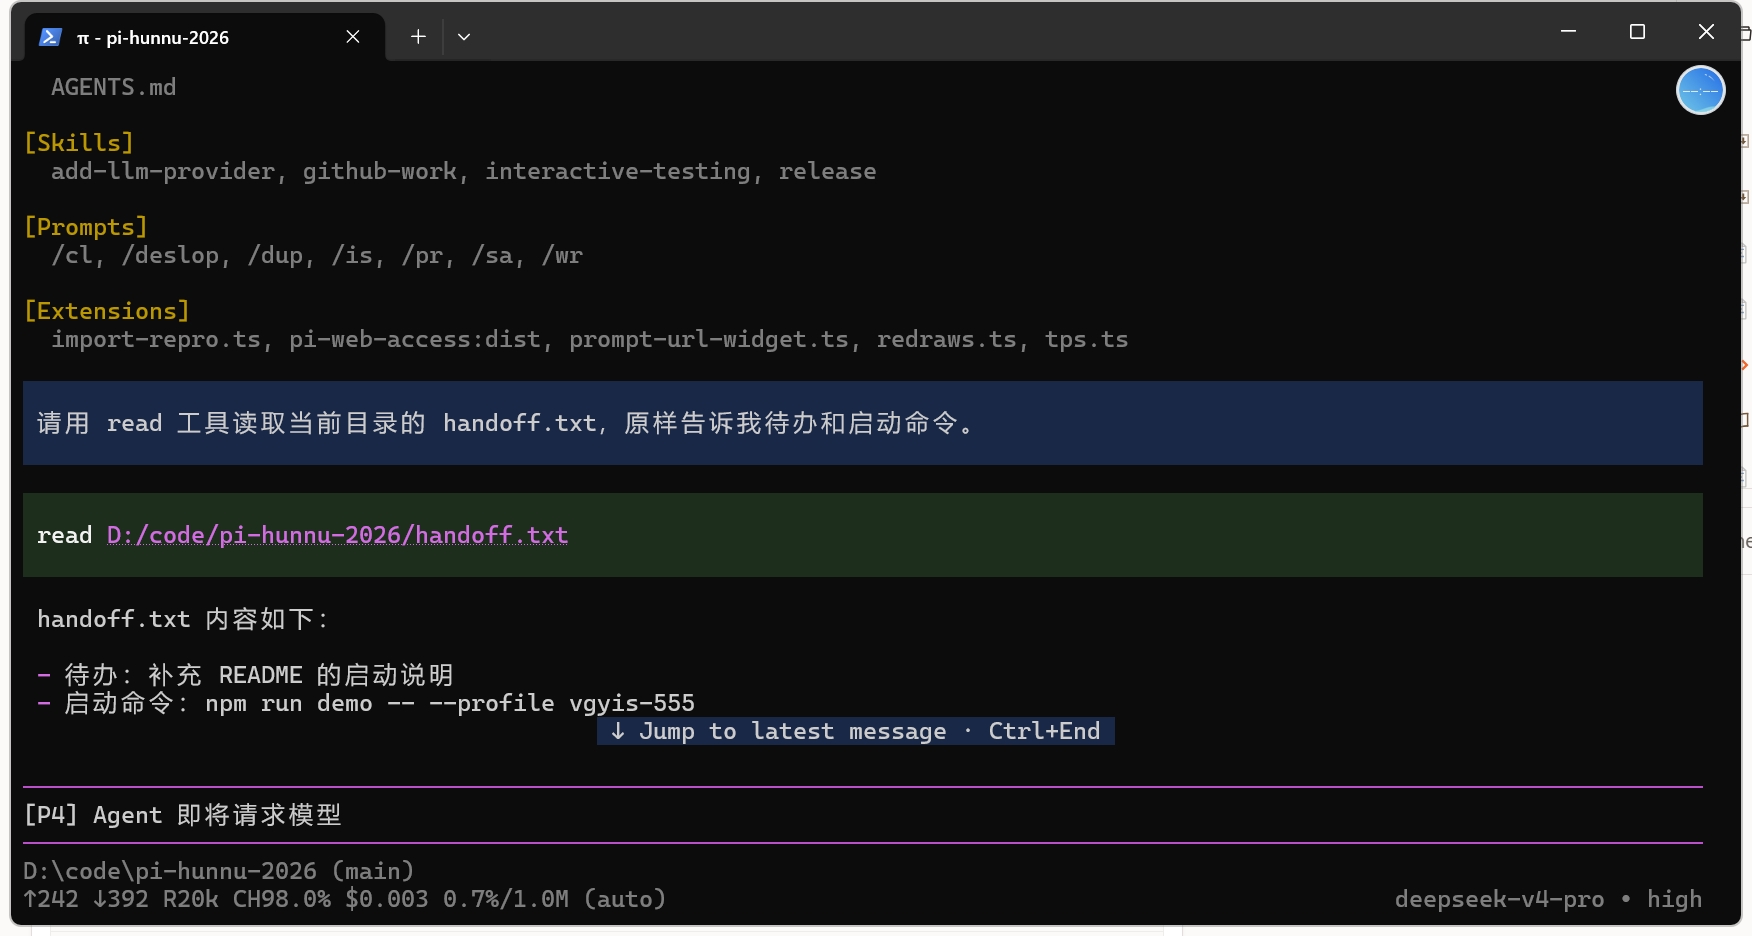 π - pi-hunnu-2026
AGENTS.md
[Skills]
add-llm-provider, github-work, interactive-testing, release
[Prompts]
/cl, /deslop, /dup, /is, /pr, /sa, /wr
[Extensions]
import-repro.ts, pi-web-access:dist, prompt-url-widget.ts, redraws.ts, tps.ts
请用 read 工具读取当前目录的 handoff.txt，原样告诉我待办和启动命令。
read D:/code/pi-hunnu-2026/handoff.txt
handoff.txt 内容如下：
- 待办：补充 README 的启动说明
- 启动命令：npm run demo -- --profile vgyis-555
↓ Jump to latest message · Ctrl+End
[P4] Agent 即将请求模型
D:\code\pi-hunnu-2026 (main)
↑242 ↓392 R20k CH98.0% $0.003 0.7%/1.0M (auto)
deepseek-v4-pro • high